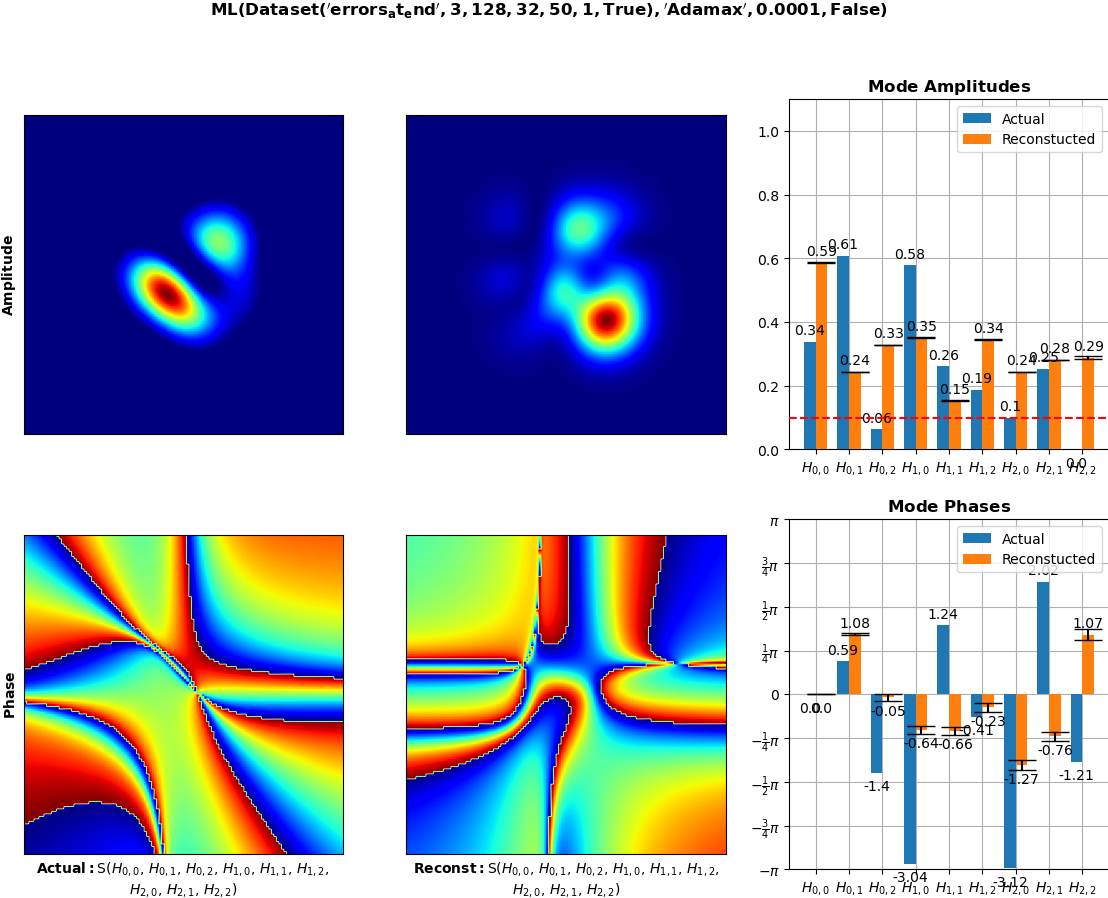 ML(Dataset('errors_at_end', 3, 128, 32, 50, 1, True), 'Adamax', 0.0001, False)
Amplitude
Mode Amplitudes
Actual
Reconstucted
1.0
0.8
0.6
0.4
0.2
0.0
0.34 0.59 0.61 0.24 0.06 0.33 0.58 0.35 0.26 0.15 0.19 0.34 0.1 0.24 0.25 0.28 0.0 0.29
H0,0 H0,1 H0,2 H1,0 H1,1 H1,2 H2,0 H2,1 H2,2
Phase
Mode Phases
Actual
Reconstucted
π
3/4π
1/2π
1/4π
0
−1/4π
−1/2π
−3/4π
−π
0.0 0.0 0.59 1.08 -1.4 -0.05 -3.04 -0.64 1.24 -0.66 -0.41 -0.23 -3.12 -1.27 2.02 -0.76 -1.21 1.07
H0,0 H0,1 H0,2 H1,0 H1,1 H1,2 H2,0 H2,1 H2,2
Actual: S(H0,0, H0,1, H0,2, H1,0, H1,1, H1,2,
H2,0, H2,1, H2,2)
Reconst: S(H0,0, H0,1, H0,2, H1,0, H1,1, H1,2,
H2,0, H2,1, H2,2)